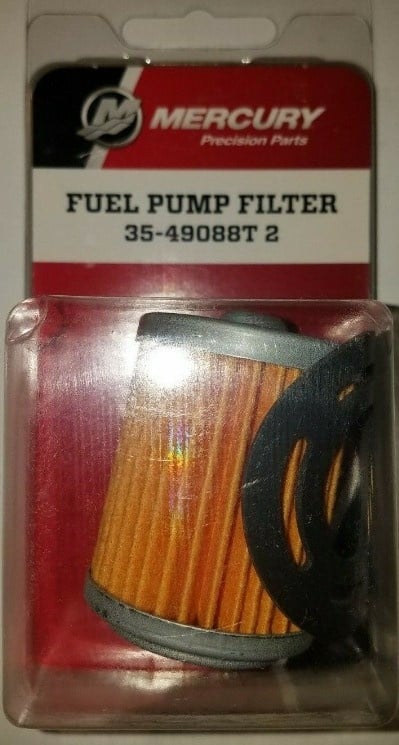 MERCURY
Precision Parts
FUEL PUMP FILTER
35-49088T 2